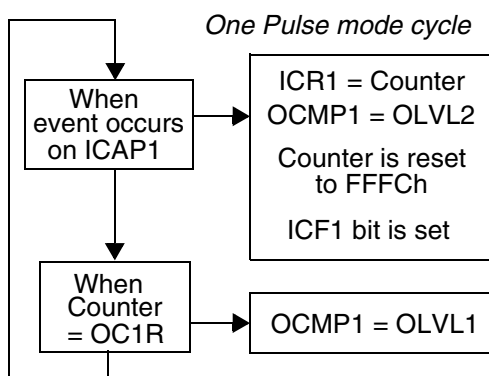 One Pulse mode cycle
When
event occurs
on ICAP1
ICR1 = Counter
OCMP1 = OLVL2
Counter is reset
to FFFCh
ICF1 bit is set
When
Counter
= OC1R
OCMP1 = OLVL1